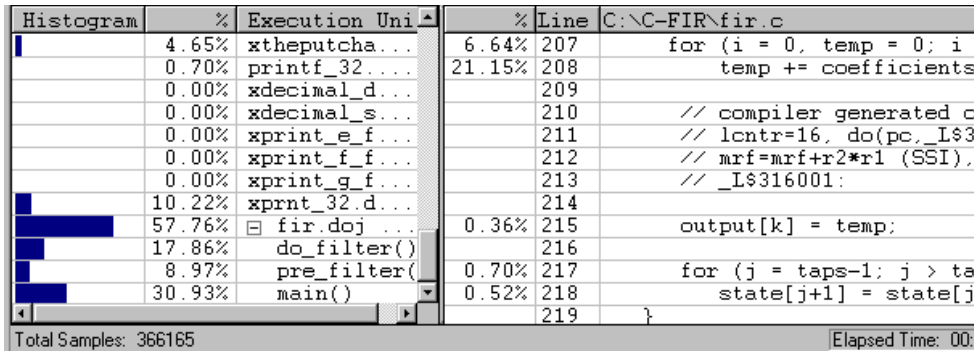 Histogram % Execution Uni % Line C:\C-FIR\fir.c
4.65% xtheputcha... 6.64% 207 for (i = 0, temp = 0; i
0.70% printf_32.... 21.15% 208 temp += coefficients
0.00% xdecimal_d... 209
0.00% xdecimal_s... 210 // compiler generated c
0.00% xprint_e_f... 211 // lcntr=16, do(pc,_L$3
0.00% xprint_f_f... 212 // mrf=mrf+r2*r1 (SSI),
0.00% xprint_g_f... 213 // _L$316001:
10.22% xprnt_32.d... 214
57.76% fir.doj ... 0.36% 215 output[k] = temp;
17.86% do_filter() 216
8.97% pre_filter( 0.70% 217 for (j = taps-1; j > ta
30.93% main() 0.52% 218 state[j+1] = state[j
219 }
Total Samples: 366165 Elapsed Time: 00: